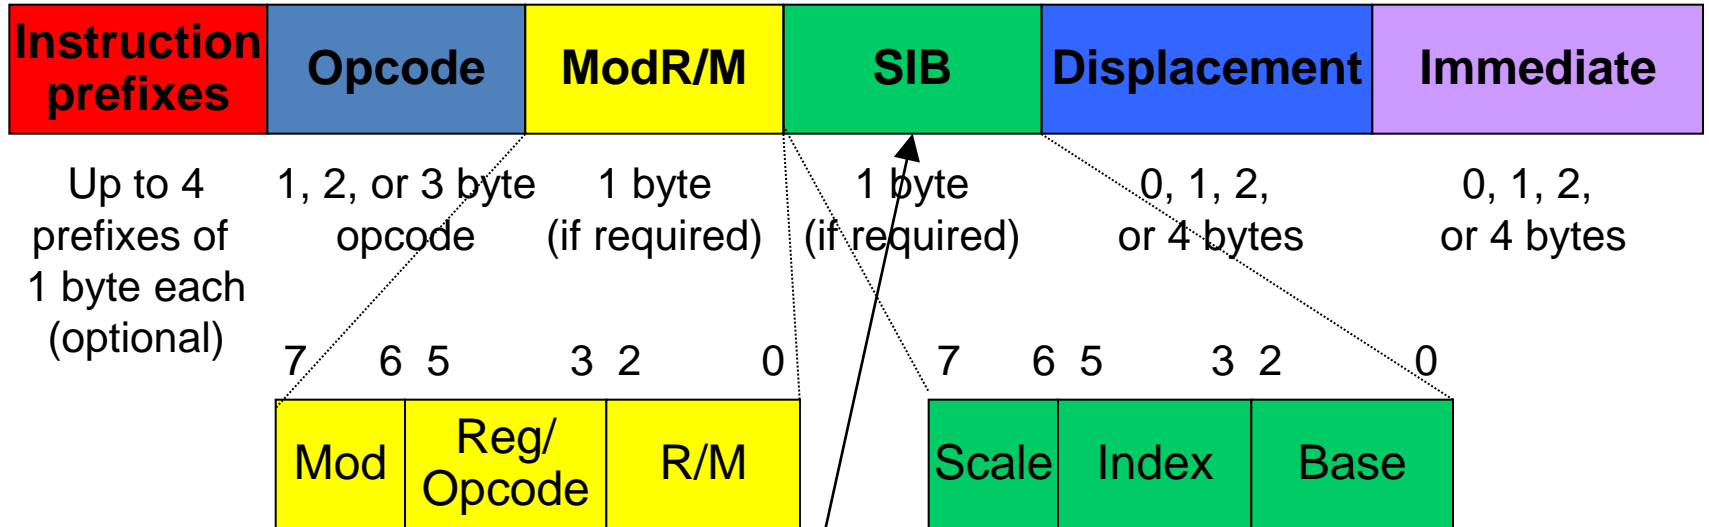 Instruction
prefixes
Opcode
ModR/M
SIB
Displacement
Immediate
Up to 4
prefixes of
1 byte each
(optional)
1, 2, or 3 byte
opcode
1 byte
(if required)
1 byte
(if required)
0, 1, 2,
or 4 bytes
0, 1, 2,
or 4 bytes
7 6 5 3 2 0
Mod
Reg/
Opcode
R/M
7 6 5 3 2 0
Scale
Index
Base